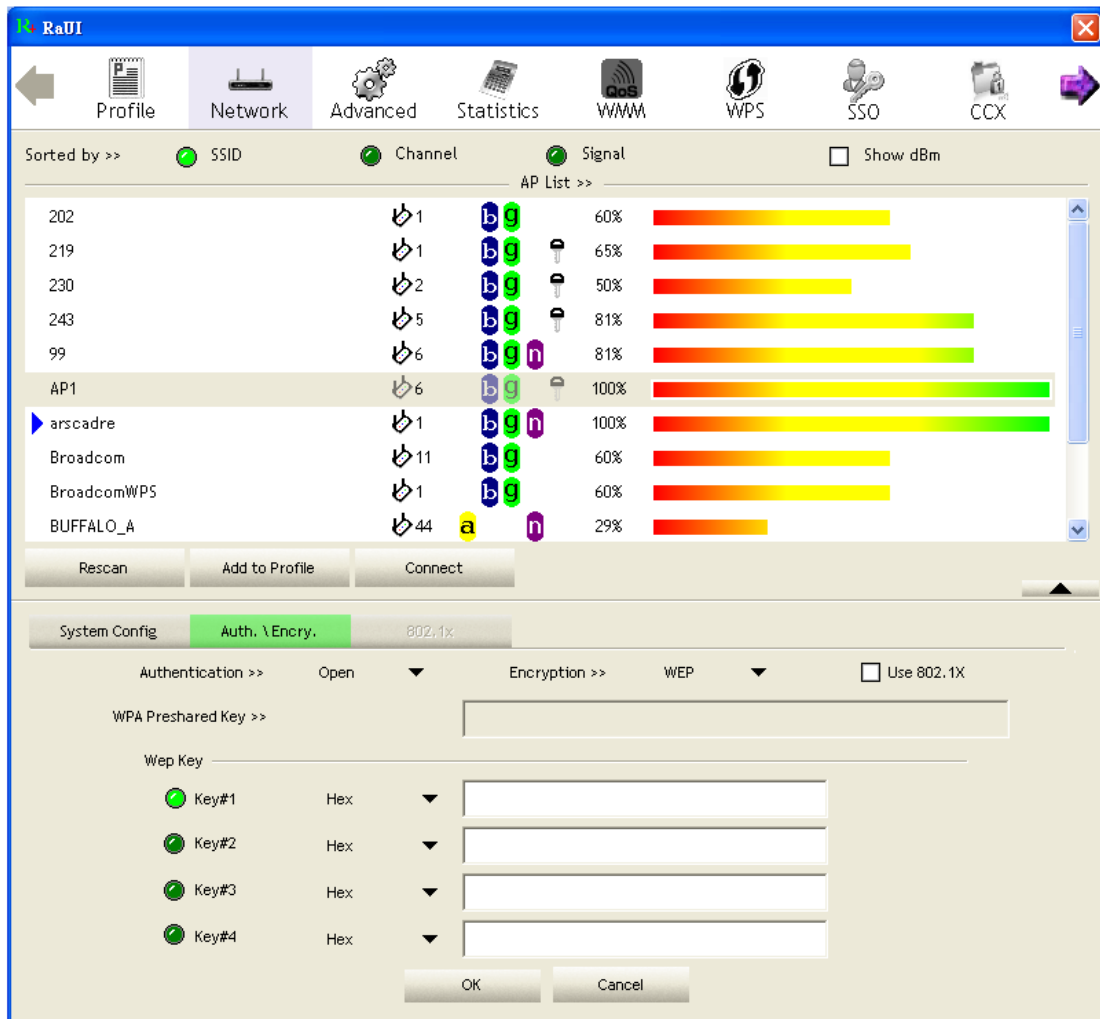 RaUI
Profile Network Advanced Statistics WMM WPS SSO CCX
QoS
Sorted by >> SSID Channel Signal Show dBm
AP List >>
202 1 b g 60%
219 1 b g 65%
230 2 b g 50%
243 5 b g 81%
99 6 b g n 81%
AP1 6 b g 100%
arscadre 1 b g n 100%
Broadcom 11 b g 60%
BroadcomWPS 1 b g 60%
BUFFALO_A 44 a n 29%
Rescan Add to Profile Connect
System Config Auth. \ Encry. 802.1x
Authentication >> Open Encryption >> WEP Use 802.1X
WPA Preshared Key >>
Wep Key
Key#1 Hex
Key#2 Hex
Key#3 Hex
Key#4 Hex
OK Cancel